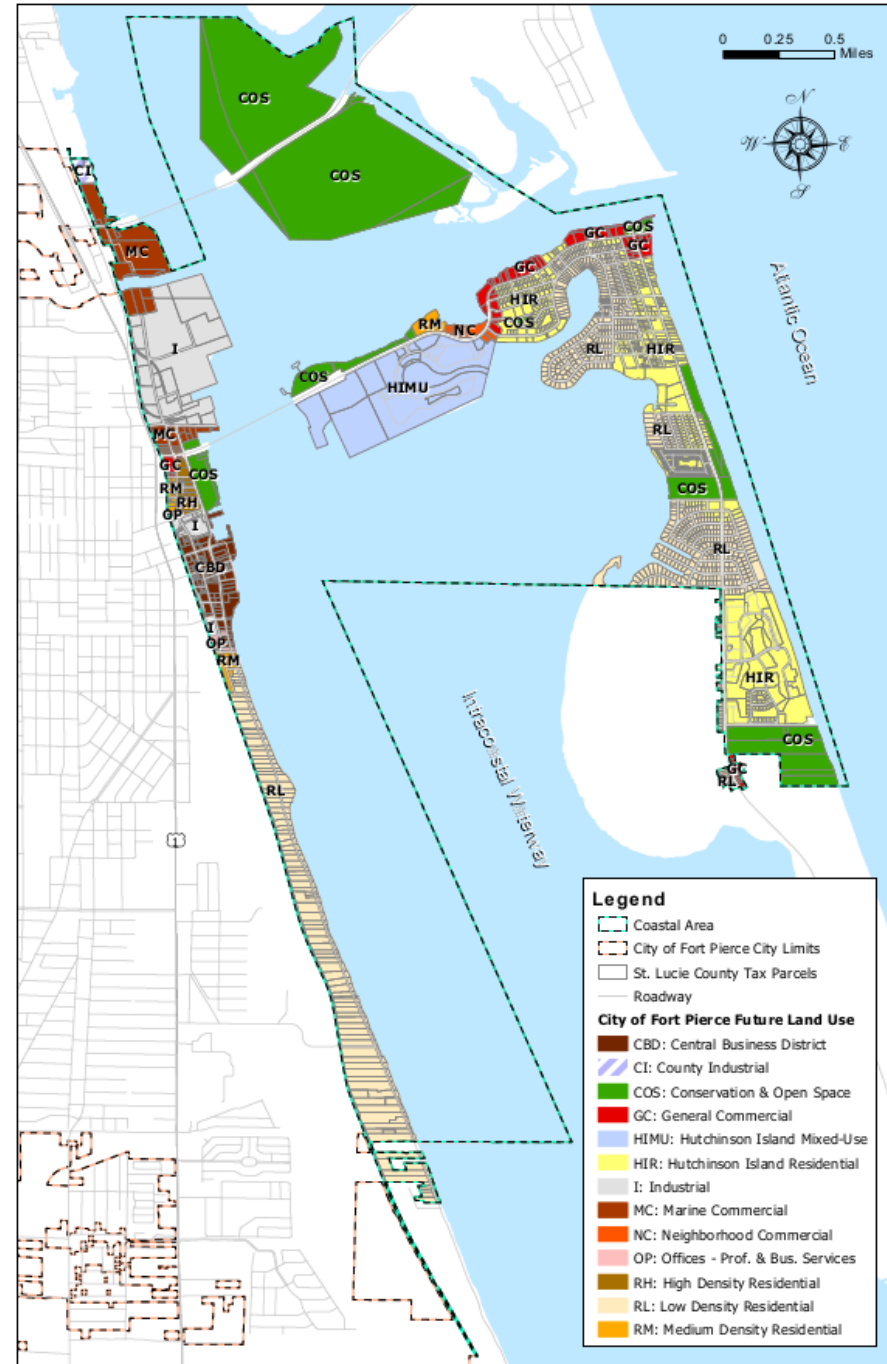 0 0.25 0.5
Miles
N
W E
S
COS
COS
CI
MC
I
GC
COS
GC
GC
HIR
COS
RM
NC
RL
HIR
COS
HIMU
RL
MC
GC
COS
RM
RH
OP
I
COS
CBD
RL
I
OP
RM
HIR
COS
GC
RL
RL
1
Atlantic Ocean
Intracoastal Waterway
Legend
Coastal Area
City of Fort Pierce City Limits
St. Lucie County Tax Parcels
Roadway
City of Fort Pierce Future Land Use
CBD: Central Business District
CI: County Industrial
COS: Conservation & Open Space
GC: General Commercial
HIMU: Hutchinson Island Mixed-Use
HIR: Hutchinson Island Residential
I: Industrial
MC: Marine Commercial
NC: Neighborhood Commercial
OP: Offices - Prof. & Bus. Services
RH: High Density Residential
RL: Low Density Residential
RM: Medium Density Residential